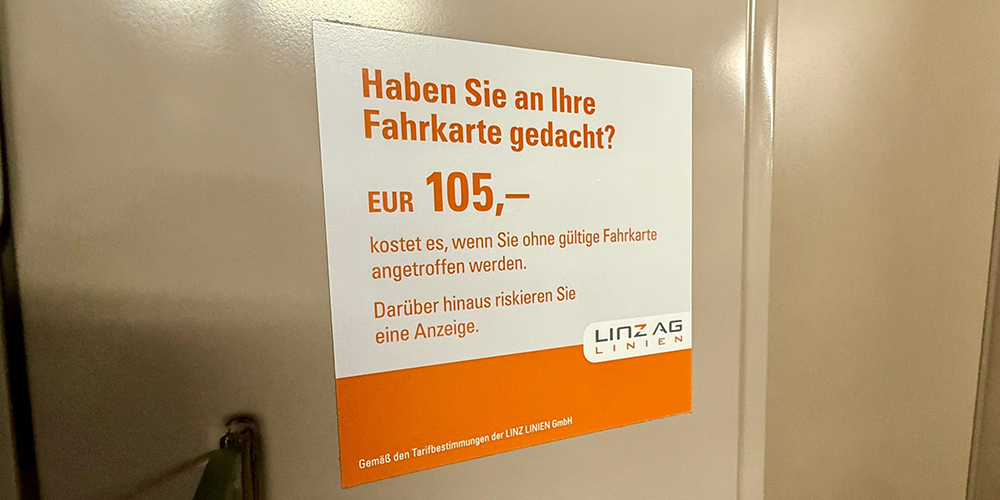 Haben Sie an Ihre
Fahrkarte gedacht?
EUR 105,–
kostet es, wenn Sie ohne gültige Fahrkarte
angetroffen werden.
Darüber hinaus riskieren Sie
eine Anzeige.
LINZ AG
LINIEN
Gemäß den Tarifbestimmungen der LINZ LINIEN GmbH